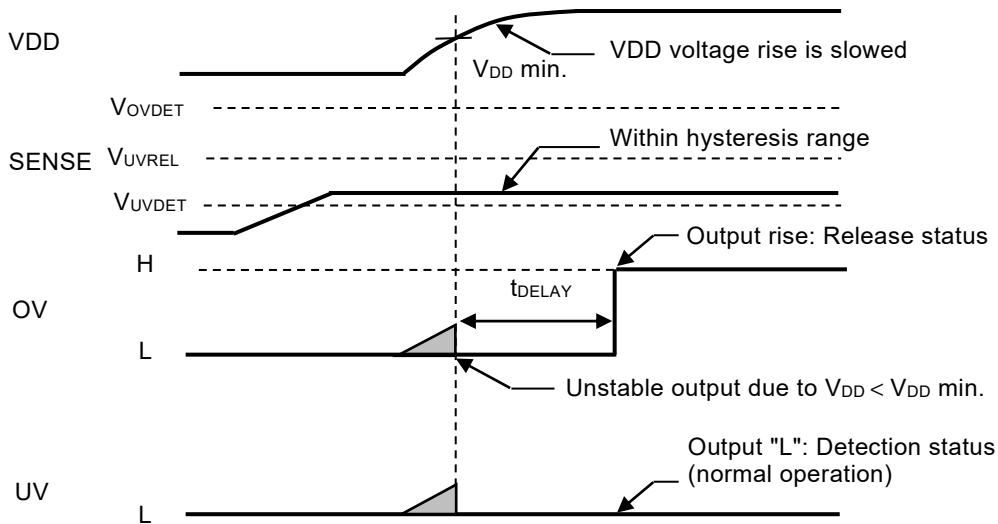 VDD
VDD voltage rise is slowed
VDD min.
VOVDET
Within hysteresis range
SENSE
VUVREL
VUVDET
Output rise: Release status
H
tDELAY
OV
L
Unstable output due to VDD < VDD min.
Output "L": Detection status
(normal operation)
UV
L